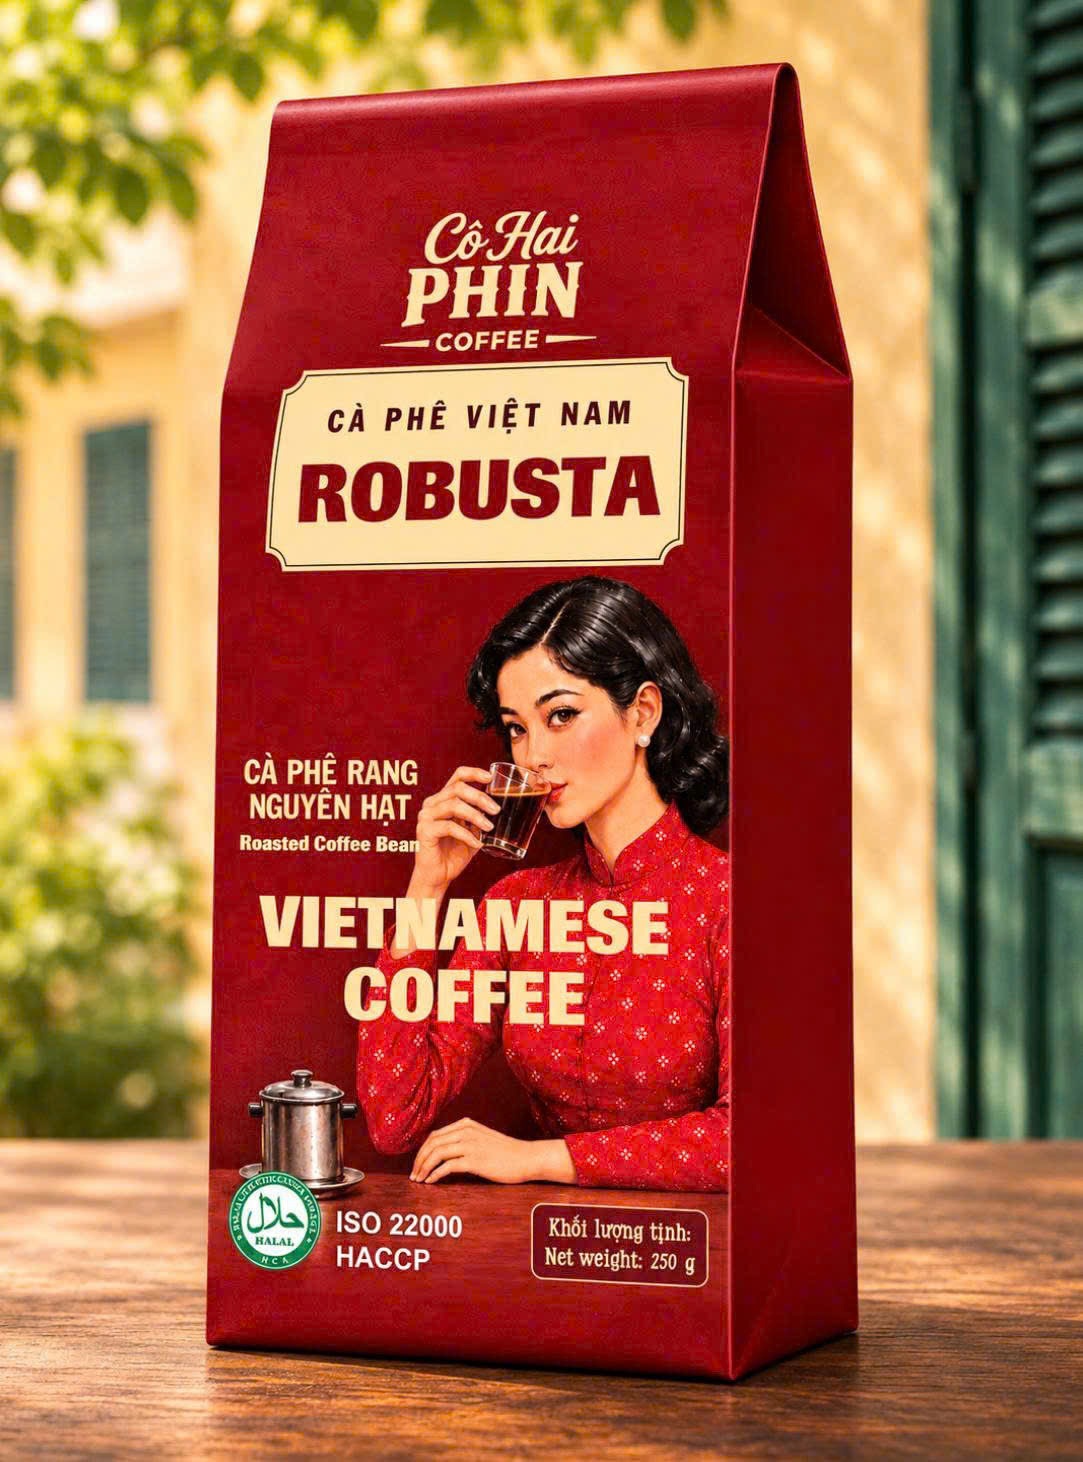 Cô Hai
PHIN
COFFEE
CÀ PHÊ VIỆT NAM
ROBUSTA
CÀ PHÊ RANG
NGUYÊN HẠT
Roasted Coffee Bean
VIETNAMESE
COFFEE
حلال
HALAL
HCA
ISO 22000
HACCP
Khối lượng tịnh:
Net weight: 250 g